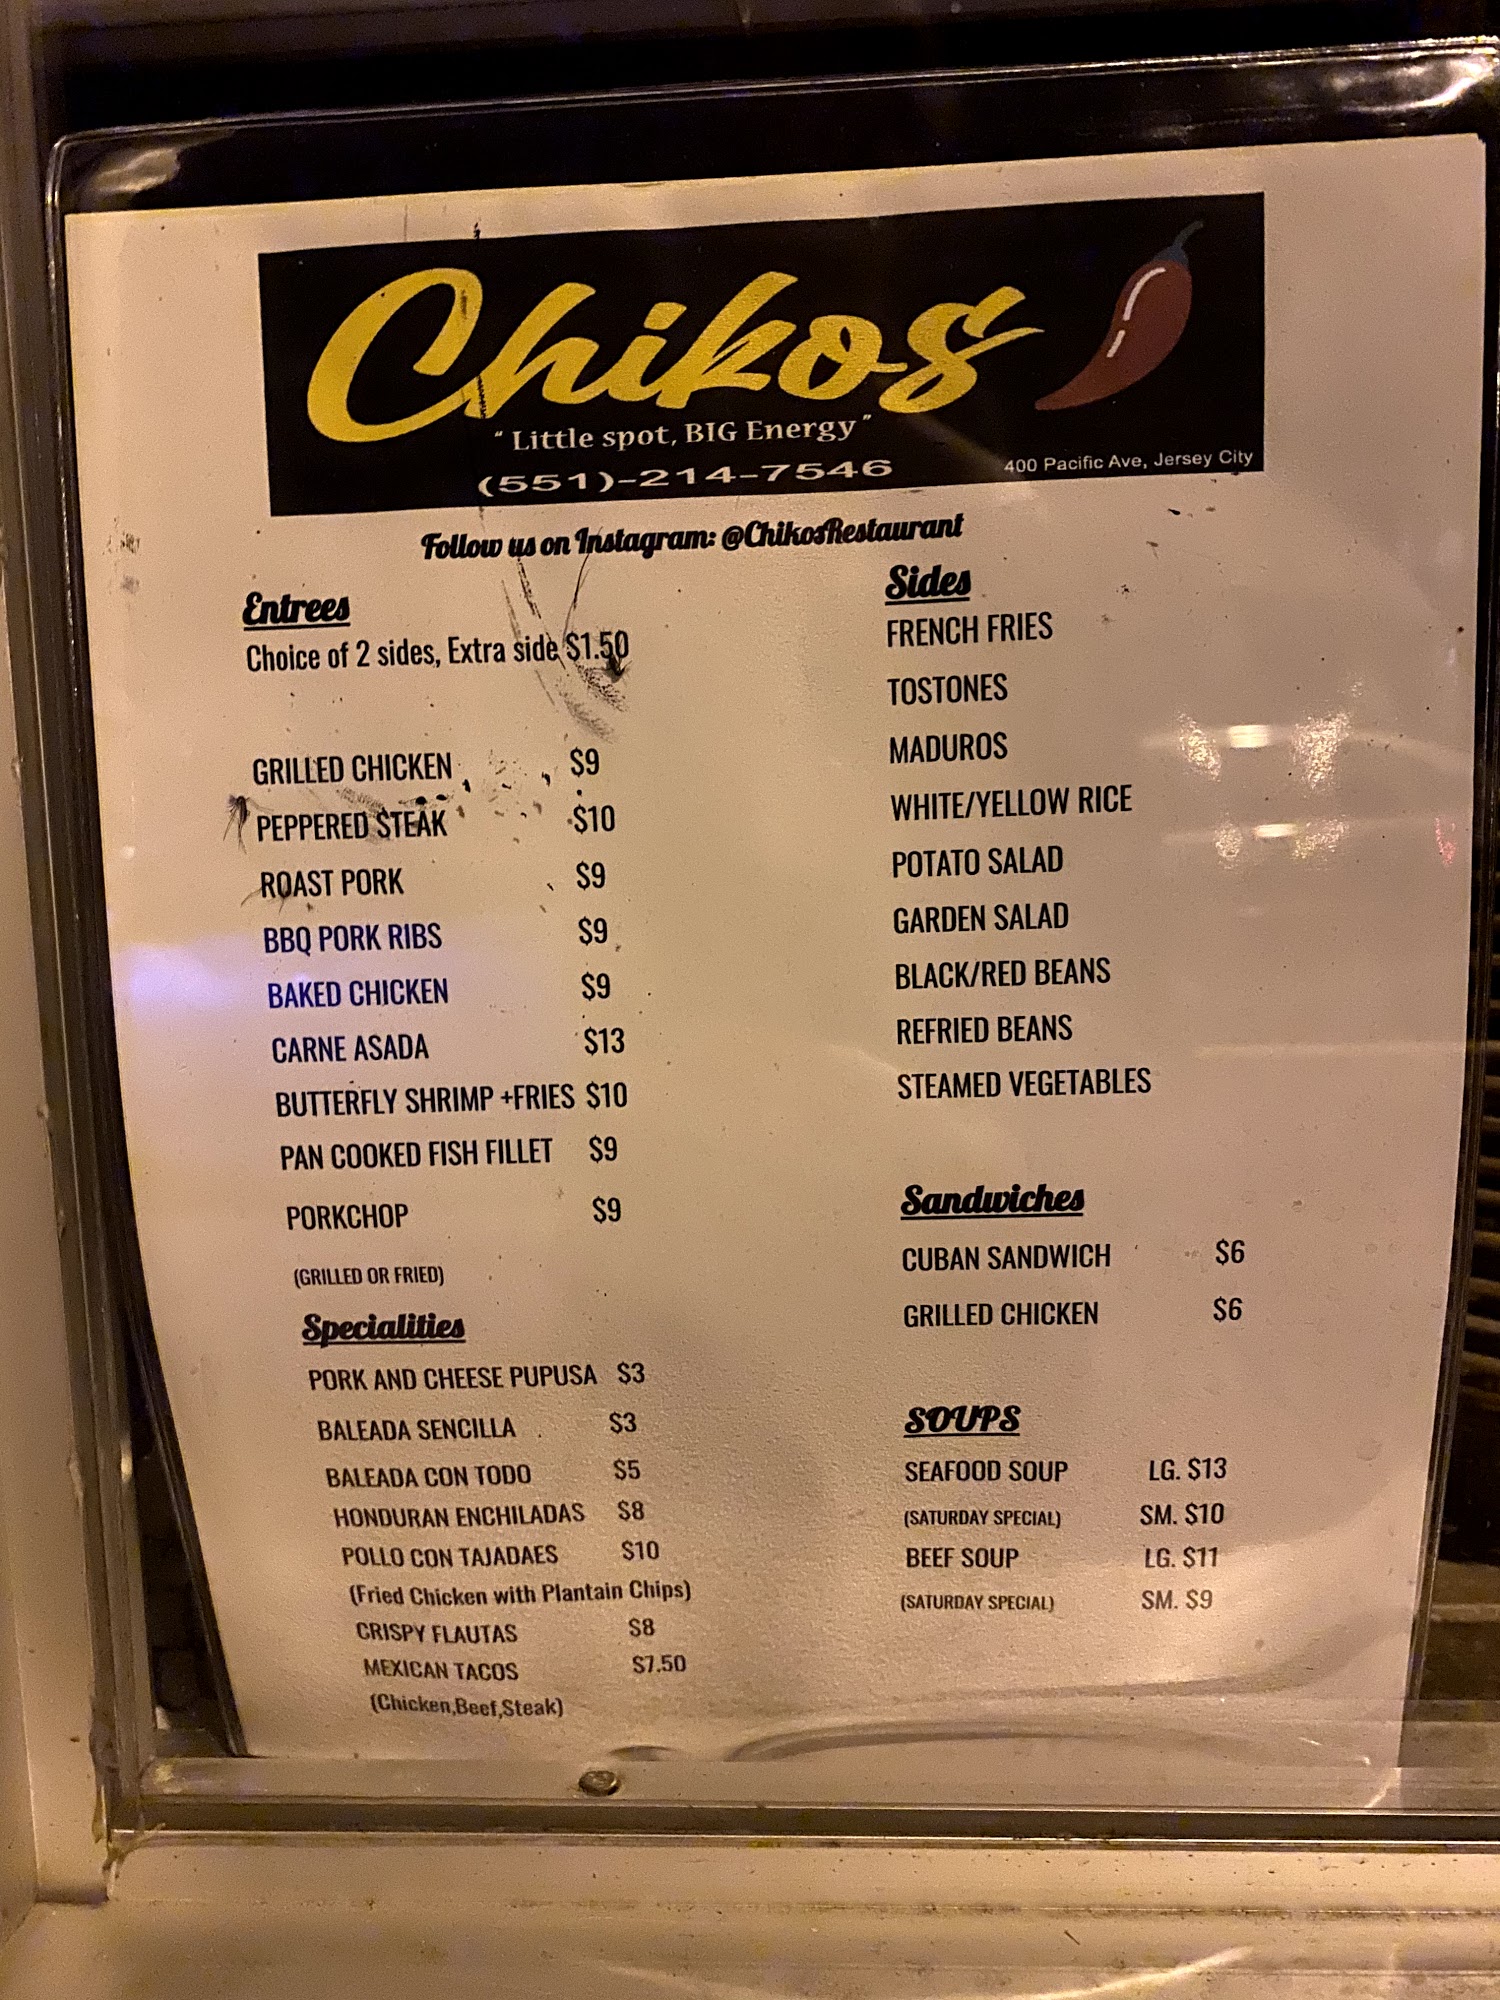 Chikos
“ Little spot, BIG Energy ”
(551)-214-7546
400 Pacific Ave, Jersey City
Follow us on Instagram: @ChikosRestaurant
Entrees
Choice of 2 sides, Extra side $1.50
GRILLED CHICKEN $9
PEPPERED STEAK $10
ROAST PORK $9
BBQ PORK RIBS $9
BAKED CHICKEN $9
CARNE ASADA $13
BUTTERFLY SHRIMP +FRIES $10
PAN COOKED FISH FILLET $9
PORKCHOP $9
(GRILLED OR FRIED)
Specialities
PORK AND CHEESE PUPUSA $3
BALEADA SENCILLA $3
BALEADA CON TODO $5
HONDURAN ENCHILADAS $8
POLLO CON TAJADAES $10
(Fried Chicken with Plantain Chips)
CRISPY FLAUTAS $8
MEXICAN TACOS $7.50
(Chicken,Beef,Steak)
Sides
FRENCH FRIES
TOSTONES
MADUROS
WHITE/YELLOW RICE
POTATO SALAD
GARDEN SALAD
BLACK/RED BEANS
REFRIED BEANS
STEAMED VEGETABLES
Sandwiches
CUBAN SANDWICH $6
GRILLED CHICKEN $6
SOUPS
SEAFOOD SOUP LG. $13
(SATURDAY SPECIAL) SM. $10
BEEF SOUP LG. $11
(SATURDAY SPECIAL) SM. $9